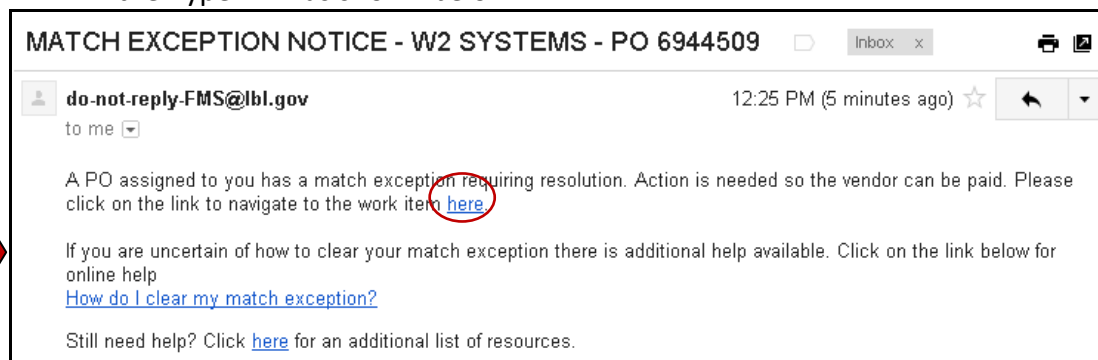 MATCH EXCEPTION NOTICE - W2 SYSTEMS - PO 6944509
Inbox x
do-not-reply-FMS@lbl.gov 12:25 PM (5 minutes ago)
to me
A PO assigned to you has a match exception requiring resolution. Action is needed so the vendor can be paid. Please
click on the link to navigate to the work item here.
If you are uncertain of how to clear your match exception there is additional help available. Click on the link below for
online help
How do I clear my match exception?
Still need help? Click here for an additional list of resources.